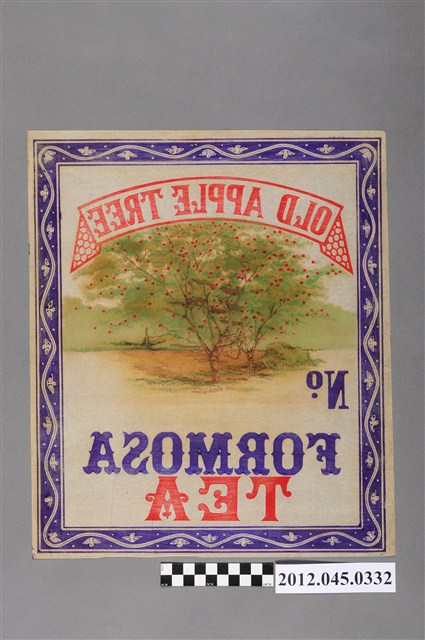 OLD APPLE TREE
No
FORMOSA
TEA
2012.045.0332